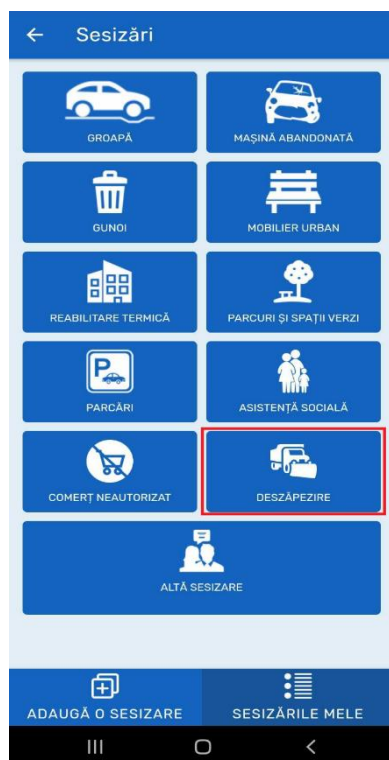 Sesizări
GROAPĂ
MAȘINĂ ABANDONATĂ
GUNOI
MOBILIER URBAN
REABILITARE TERMICĂ
PARCURI ȘI SPAȚII VERZI
P
PARCĂRI
ASISTENȚĂ SOCIALĂ
COMERȚ NEAUTORIZAT
DESZĂPEZIRE
ALTĂ SESIZARE
ADAUGĂ O SESIZARE
SESIZĂRILE MELE